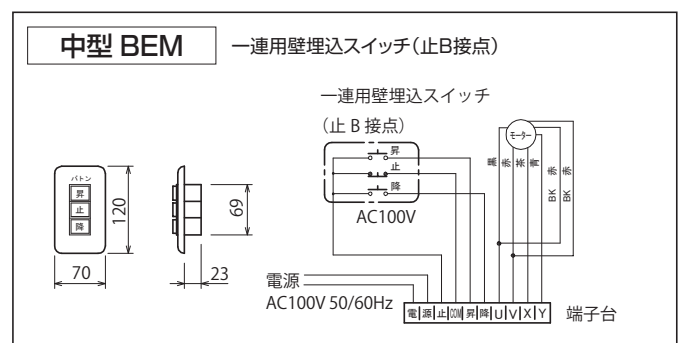 中型 BEM
一連用壁埋込スイッチ(止B接点)
一連用壁埋込スイッチ
(止 B 接点)
昇
止
降
AC100V
モーター
黒
赤
茶
青
BK 赤
BK 赤
バトン
昇
止
降
120
70
69
23
電源
AC100V 50/60Hz
電 源 止 COM 昇 降 U V X Y
端子台